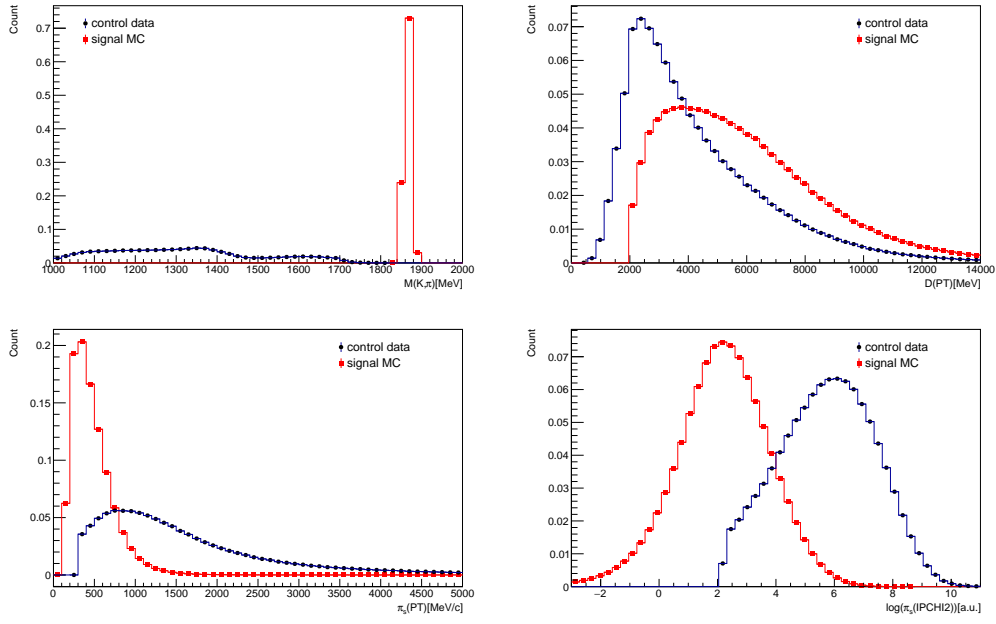 Count
control data
signal MC
0.7
0.6
0.5
0.4
0.3
0.2
0.1
0
1000 1100 1200 1300 1400 1500 1600 1700 1800 1900 2000
M(K,π)[MeV]
Count
control data
signal MC
0.07
0.06
0.05
0.04
0.03
0.02
0.01
0
0 2000 4000 6000 8000 10000 12000 14000
D(PT)[MeV]
Count
control data
signal MC
0.2
0.15
0.1
0.05
0
0 500 1000 1500 2000 2500 3000 3500 4000 4500 5000
πs(PT)[MeV/c]
Count
control data
signal MC
0.07
0.06
0.05
0.04
0.03
0.02
0.01
0
−2 0 2 4 6 8 10
log(πs(IPCHI2))[a.u.]